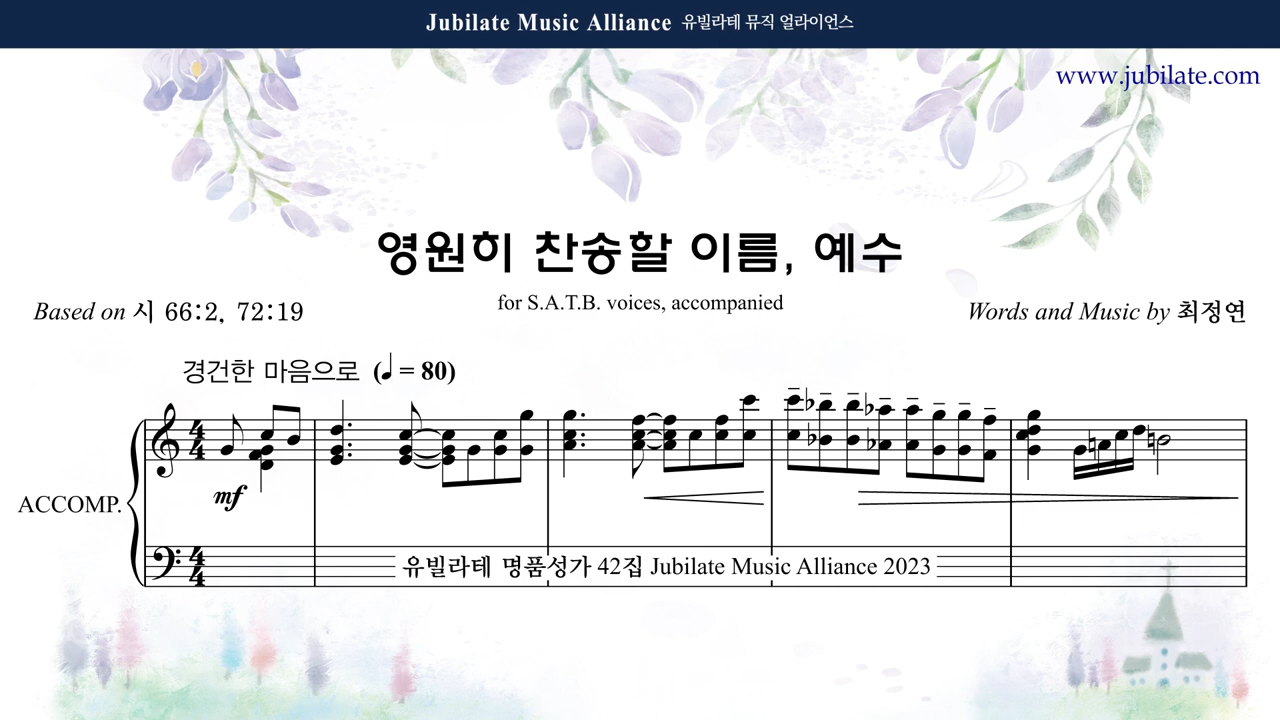 Jubilate Music Alliance 유빌라테 뮤직 얼라이언스
www.jubilate.com
영원히 찬송할 이름, 예수
for S.A.T.B. voices, accompanied
Based on 시 66:2, 72:19
Words and Music by 최정연
경건한 마음으로 (♩ = 80)
mf
ACCOMP.
유빌라테 명품성가 42집 Jubilate Music Alliance 2023